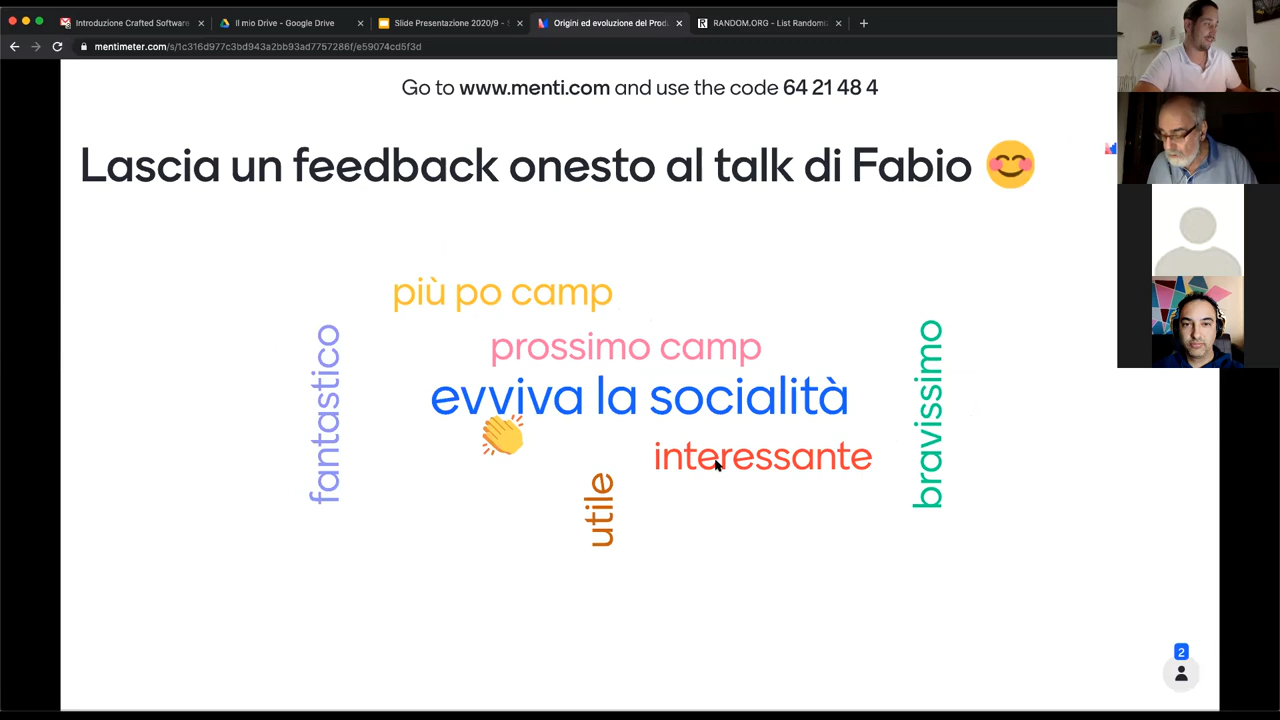 Introduzione Crafted Software
Il mio Drive - Google Drive
Slide Presentazione 2020/9 - S
Origini ed evoluzione del Produ
RANDOM.ORG - List Randomiz
mentimeter.com/s/1c316d977c3bd943a2bb93ad7757286f/e59074cd5f3d
Go to www.menti.com and use the code 64 21 48 4
Lascia un feedback onesto al talk di Fabio 😊
più po camp
fantastico
prossimo camp
bravissimo
evviva la socialità
👏
interessante
utile
2